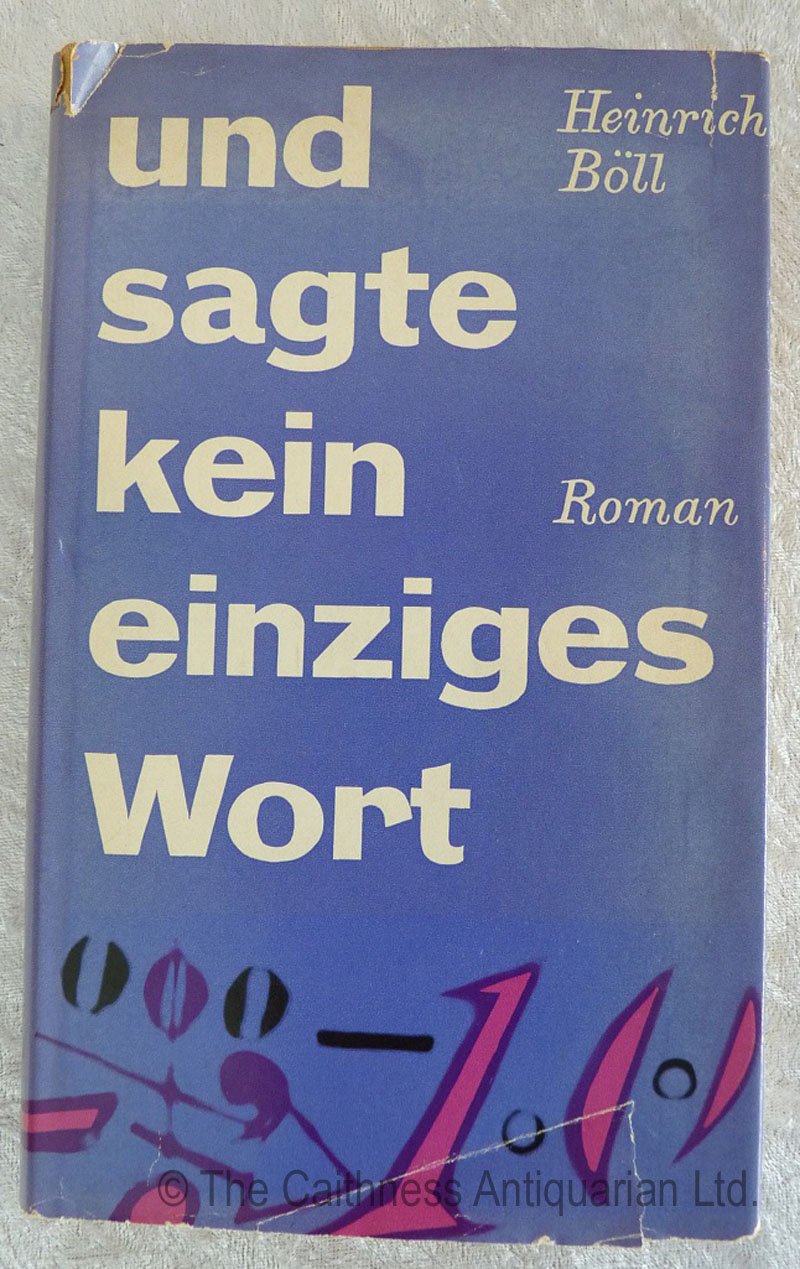 und
sagte
kein
einziges
Wort
Heinrich
Böll
Roman
© The Caithness Antiquarian Ltd.